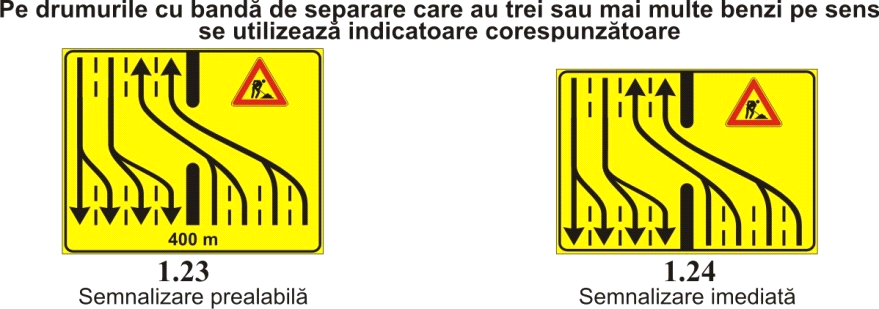 Pe drumurile cu bandă de separare care au trei sau mai multe benzi pe sens
se utilizează indicatoare corespunzătoare
400 m
1.23
Semnalizare prealabilă
1.24
Semnalizare imediată